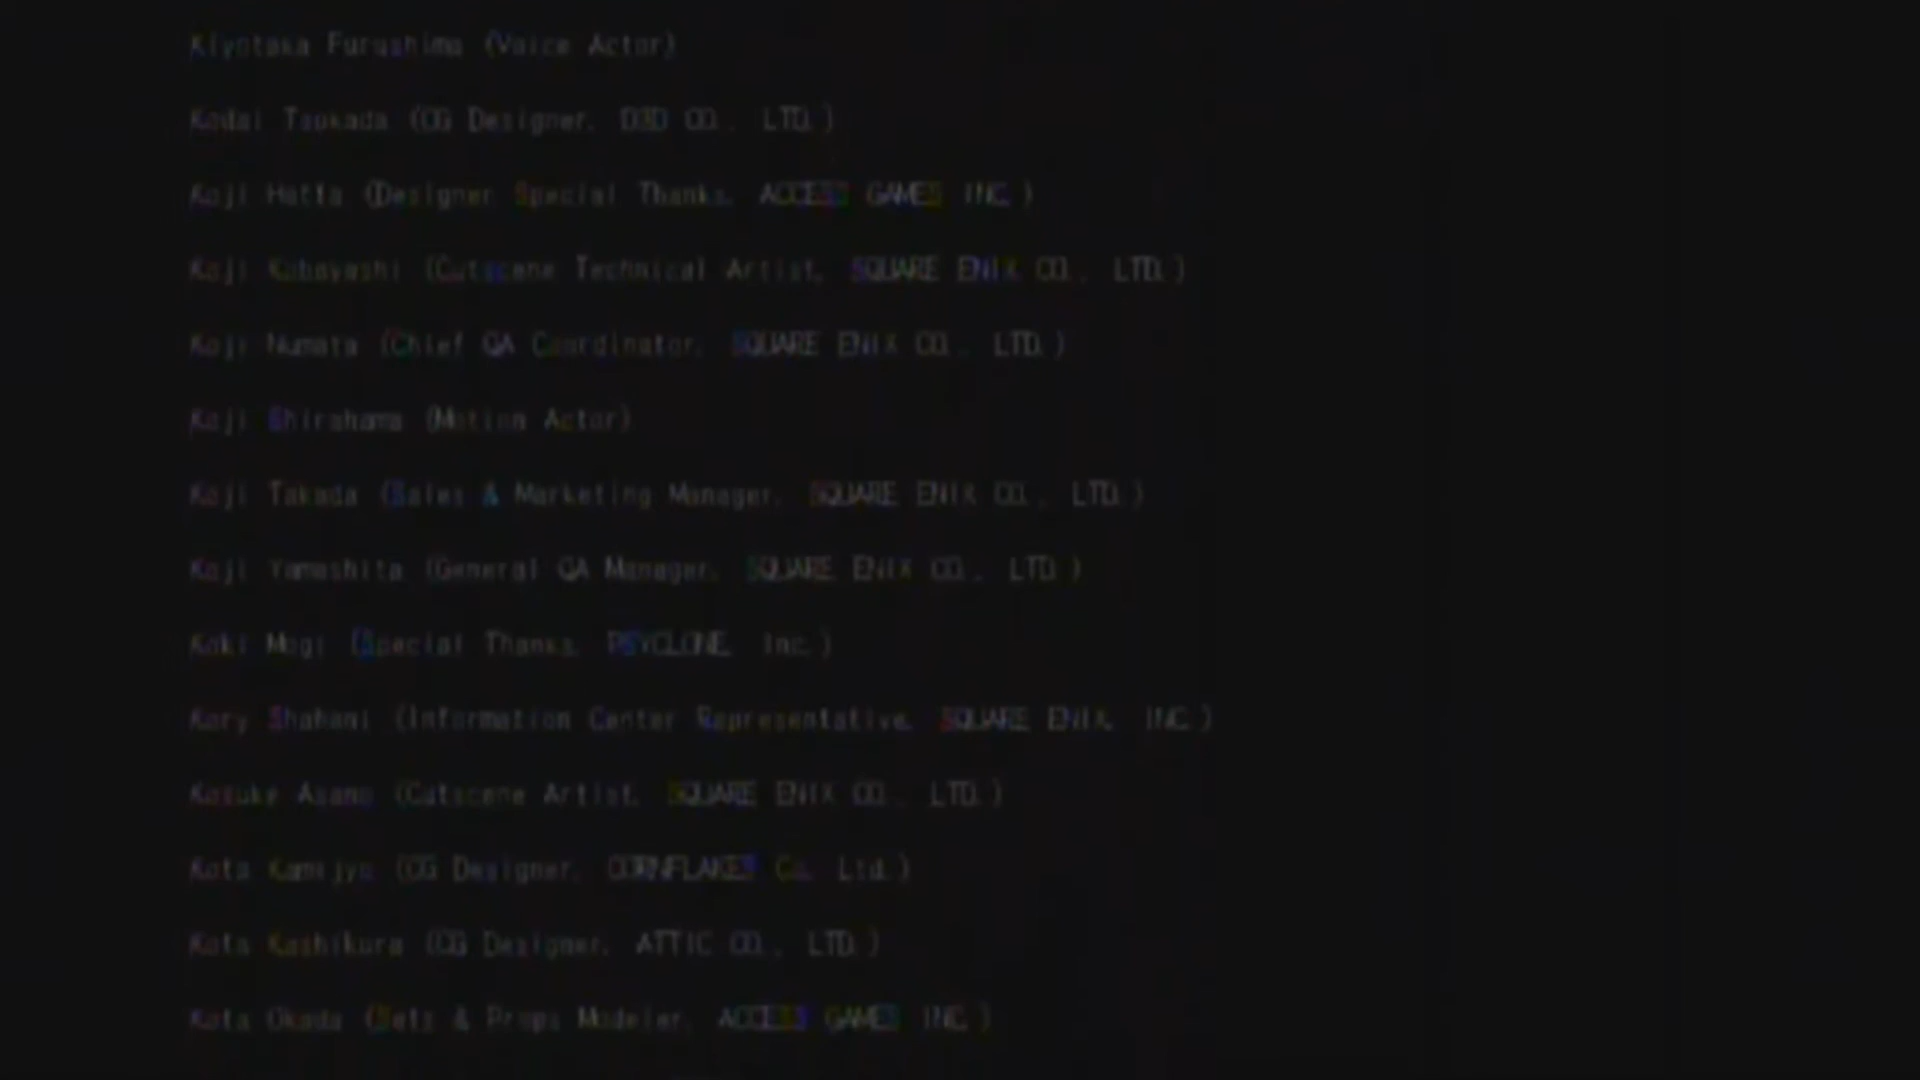 Kiyotaka Furushima (Voice Actor)
Kodai Tsukada (CG Designer, D3D CO., LTD.)
Koji Hatta (Designer Special Thanks, ACCESS GAMES INC.)
Koji Kobayashi (Cutscene Technical Artist, SQUARE ENIX CO., LTD.)
Koji Numata (Chief QA Coordinator, SQUARE ENIX CO., LTD.)
Koji Shirahama (Motion Actor)
Koji Takada (Sales & Marketing Manager, SQUARE ENIX CO., LTD.)
Koji Yamashita (General QA Manager, SQUARE ENIX CO., LTD.)
Koki Mogi (Special Thanks, PSYCLONE, Inc.)
Kory Shahani (Information Center Representative, SQUARE ENIX, INC.)
Kosuke Asano (Cutscene Artist, SQUARE ENIX CO., LTD.)
Kota Kamijyo (CG Designer, CORNFLAKES Co. Ltd.)
Kota Kashikura (CG Designer, ATTIC CO., LTD.)
Kota Okada (Sets & Props Modeler, ACCESS GAMES INC.)